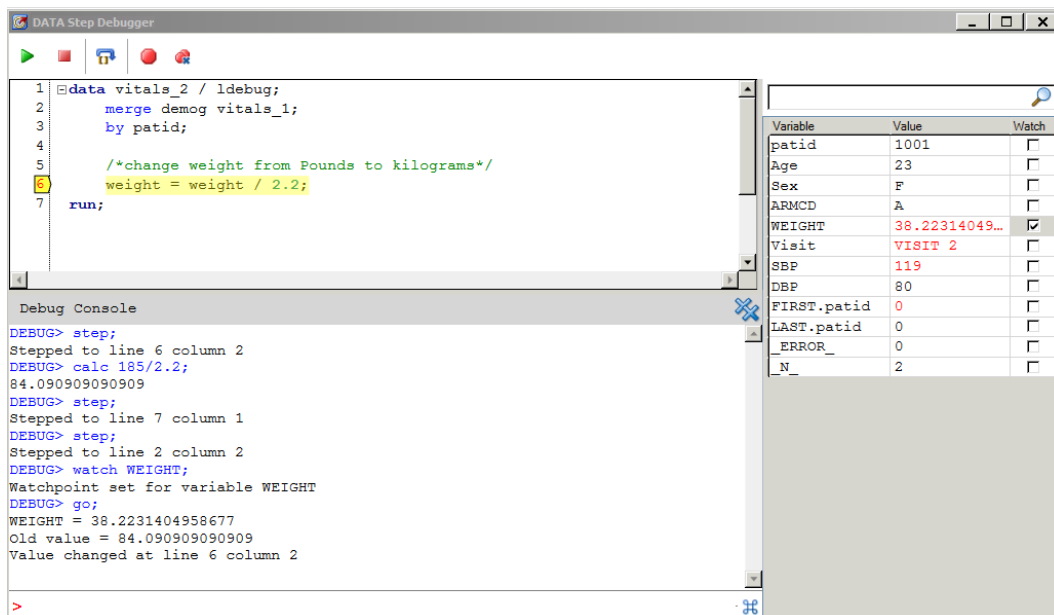 DATA Step Debugger
1 data vitals_2 / ldebug;
2 merge demog vitals_1;
3 by patid;
4
5 /*change weight from Pounds to kilograms*/
6 weight = weight / 2.2;
7 run;
Debug Console
DEBUG> step;
Stepped to line 6 column 2
DEBUG> calc 185/2.2;
84.090909090909
DEBUG> step;
Stepped to line 7 column 1
DEBUG> step;
Stepped to line 2 column 2
DEBUG> watch WEIGHT;
Watchpoint set for variable WEIGHT
DEBUG> go;
WEIGHT = 38.2231404958677
Old value = 84.090909090909
Value changed at line 6 column 2
>
Variable Value Watch
patid 1001
Age 23
Sex F
ARMCD A
WEIGHT 38.22314049...
Visit VISIT 2
SBP 119
DBP 80
FIRST.patid 0
LAST.patid 0
_ERROR_ 0
_N_ 2